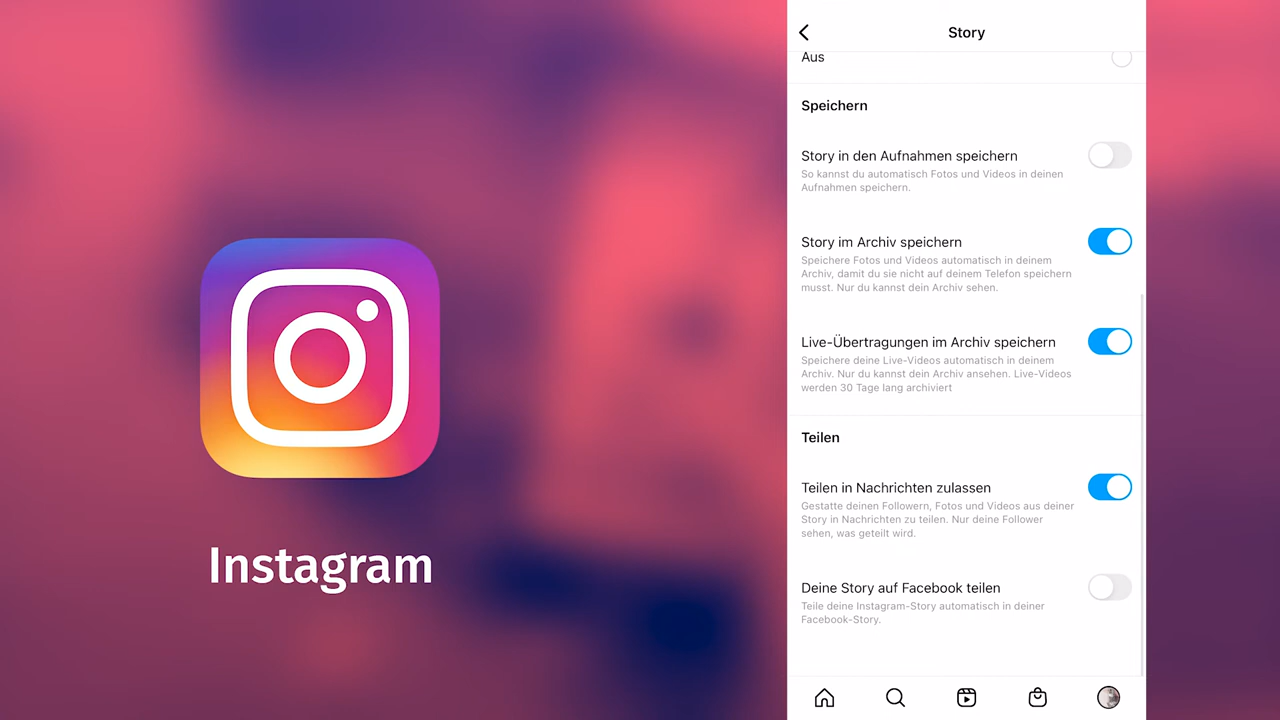 Instagram
Story
Aus
Speichern
Story in den Aufnahmen speichern
So kannst du automatisch Fotos und Videos in deinen
Aufnahmen speichern.
Story im Archiv speichern
Speichere Fotos und Videos automatisch in deinem
Archiv, damit du sie nicht auf deinem Telefon speichern
musst. Nur du kannst dein Archiv sehen.
Live-Übertragungen im Archiv speichern
Speichere deine Live-Videos automatisch in deinem
Archiv. Nur du kannst dein Archiv ansehen. Live-Videos
werden 30 Tage lang archiviert
Teilen
Teilen in Nachrichten zulassen
Gestatte deinen Followern, Fotos und Videos aus deiner
Story in Nachrichten zu teilen. Nur deine Follower
sehen, was geteilt wird.
Deine Story auf Facebook teilen
Teile deine Instagram-Story automatisch in deiner
Facebook-Story.